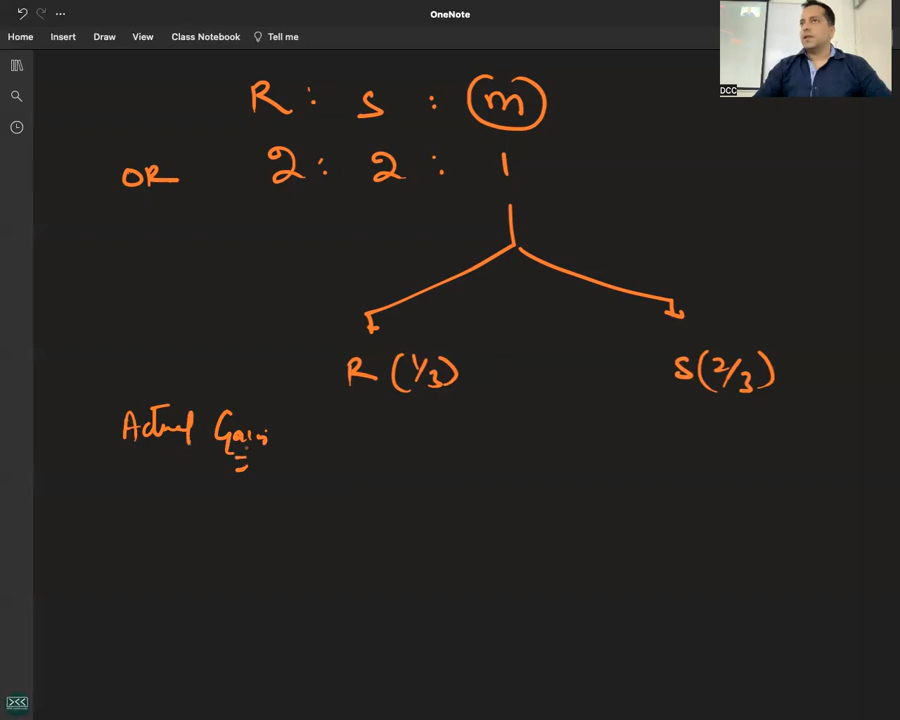 OneNote
Home Insert Draw View Class Notebook Tell me
DCC
R : S : m
OR 2 : 2 : 1
R (1/3) S (2/3)
Actual Gain